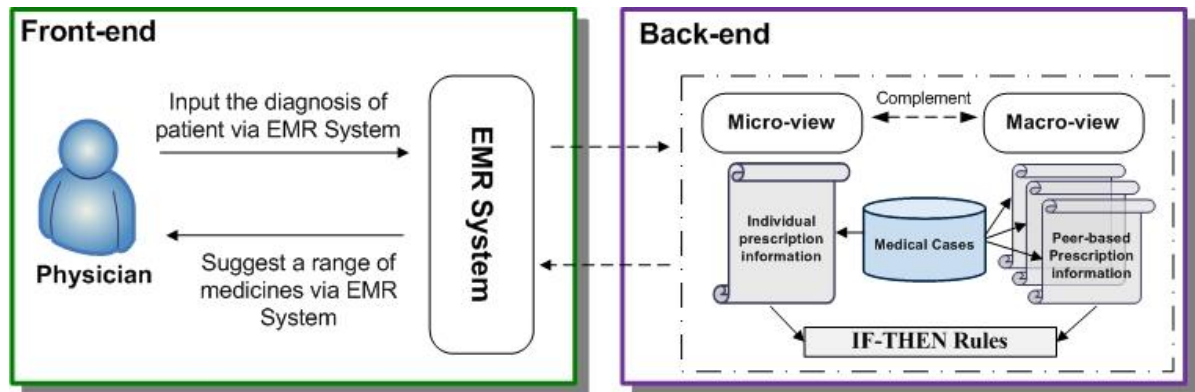 Front-end
Input the diagnosis of
patient via EMR System
Suggest a range of
medicines via EMR
System
Physician
EMR System
Back-end
Complement
Micro-view
Macro-view
Individual
prescription
information
Medical Cases
Peer-based
Prescription
information
IF-THEN Rules